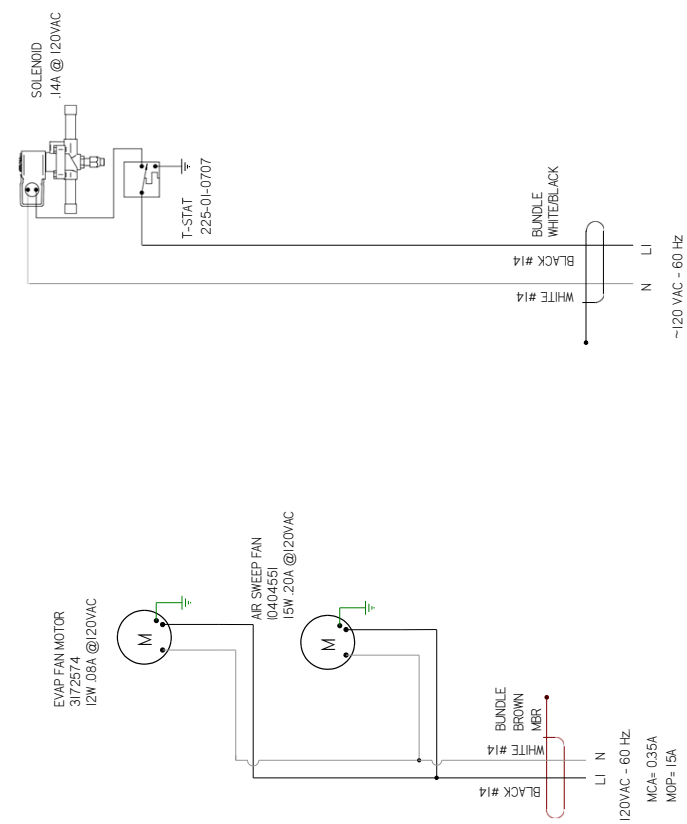 SOLENOID
.14A @ 120VAC
T-STAT
225-01-0707
BUNDLE
WHITE/BLACK
BLACK #14
WHITE #14
L1
N
~120 VAC - 60 Hz
EVAP FAN MOTOR
3172574
12W .08A @120VAC
M
AIR SWEEP FAN
10404551
15W .20A @120VAC
M
BUNDLE
BROWN
MBR
WHITE #14
BLACK #14
N
L1
120VAC - 60 HZ.
MCA= 0.35A
MOP= 15A